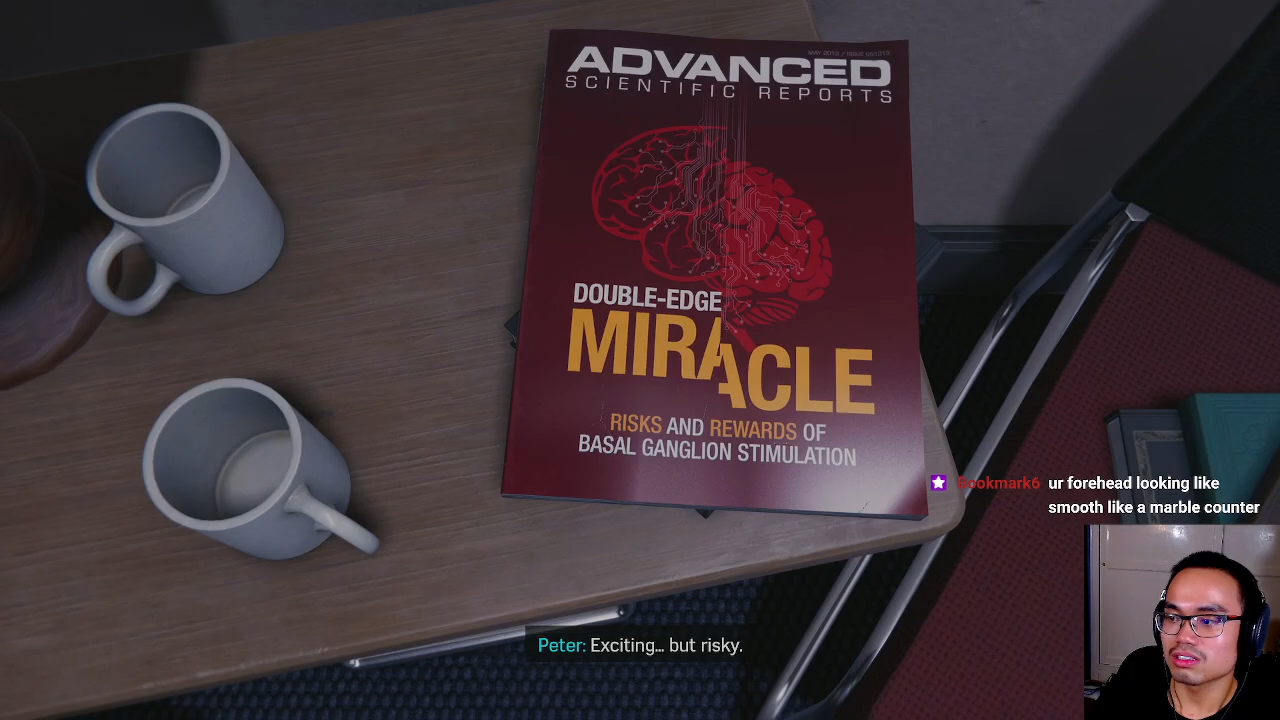 ADVANCED
SCIENTIFIC REPORTS
DOUBLE-EDGE
MIRACLE
RISKS AND REWARDS OF
BASAL GANGLION STIMULATION
Bookmark6 ur forehead looking like
smooth like a marble counter
Peter: Exciting... but risky.